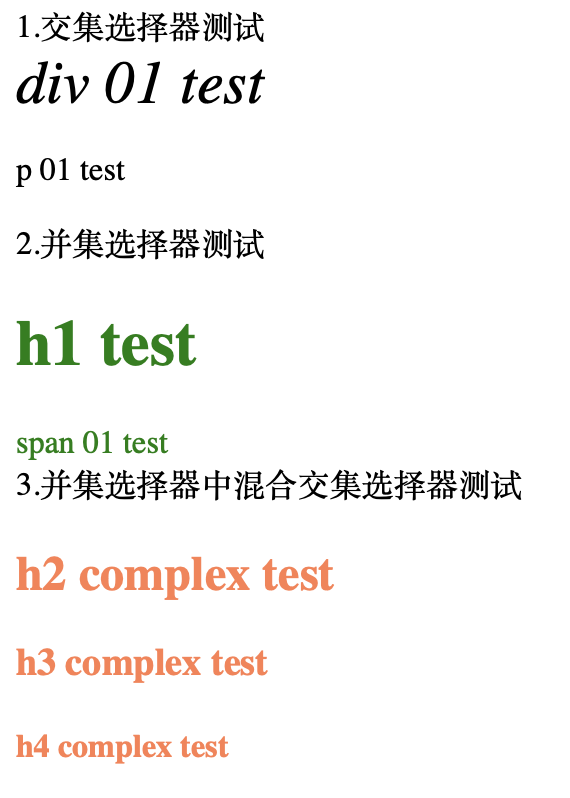 1.交集选择器测试
div 01 test
p 01 test
2.并集选择器测试
h1 test
span 01 test
3.并集选择器中混合交集选择器测试
h2 complex test
h3 complex test
h4 complex test